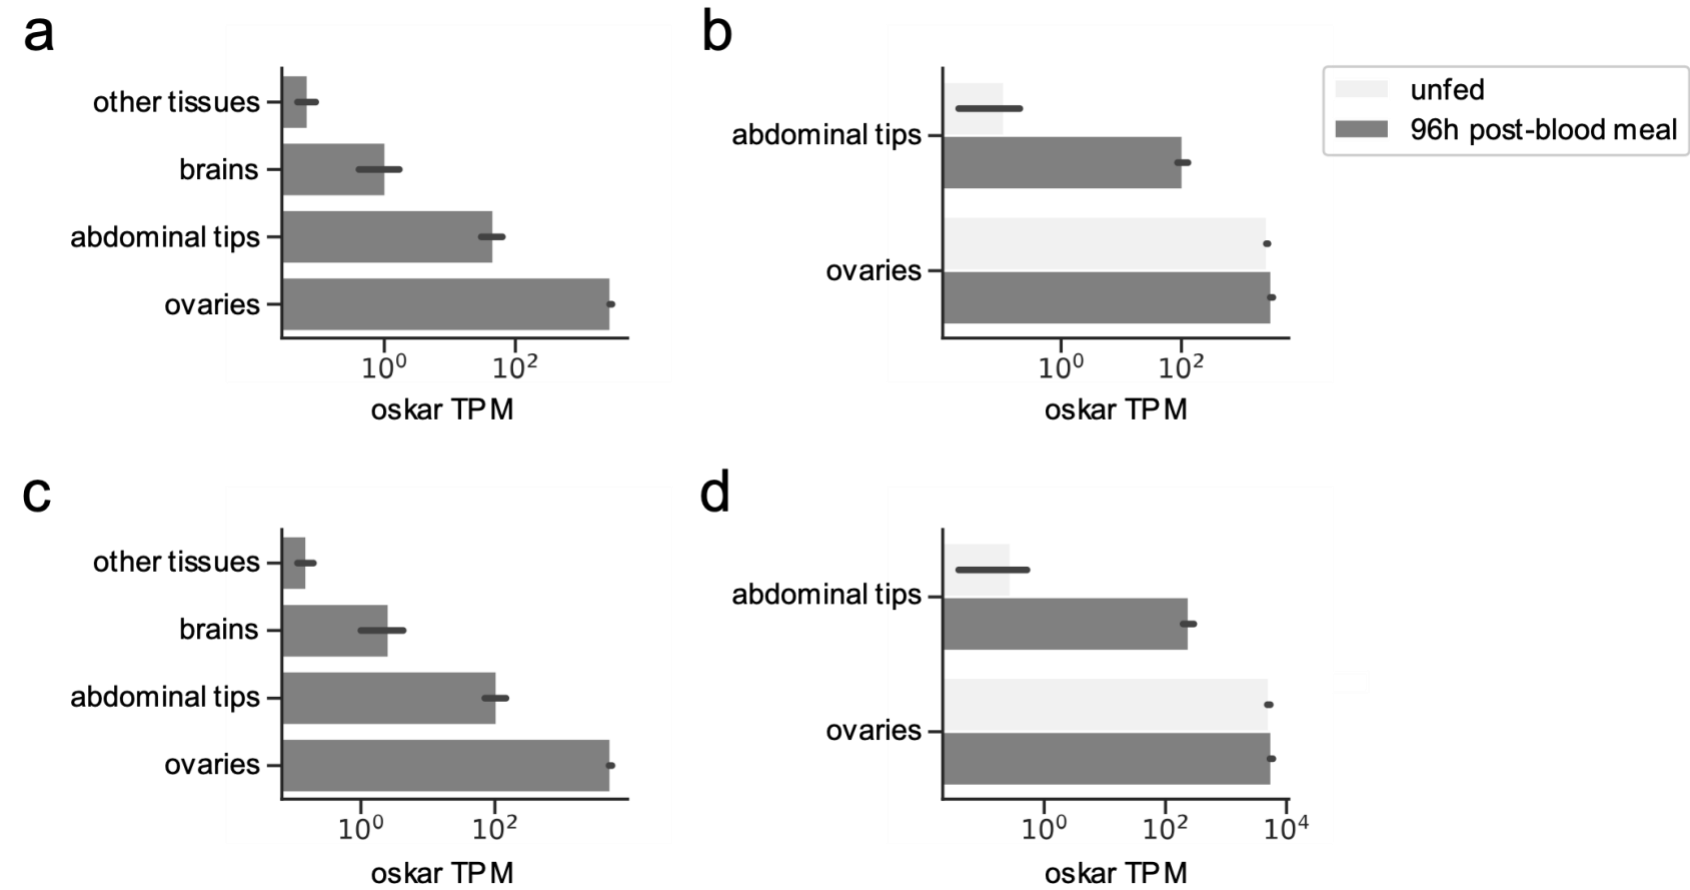 a
other tissues
brains
abdominal tips
ovaries
10⁰ 10²
oskar TPM
b
abdominal tips
ovaries
10⁰ 10²
oskar TPM
unfed
96h post-blood meal
c
other tissues
brains
abdominal tips
ovaries
10⁰ 10²
oskar TPM
d
abdominal tips
ovaries
10⁰ 10² 10⁴
oskar TPM